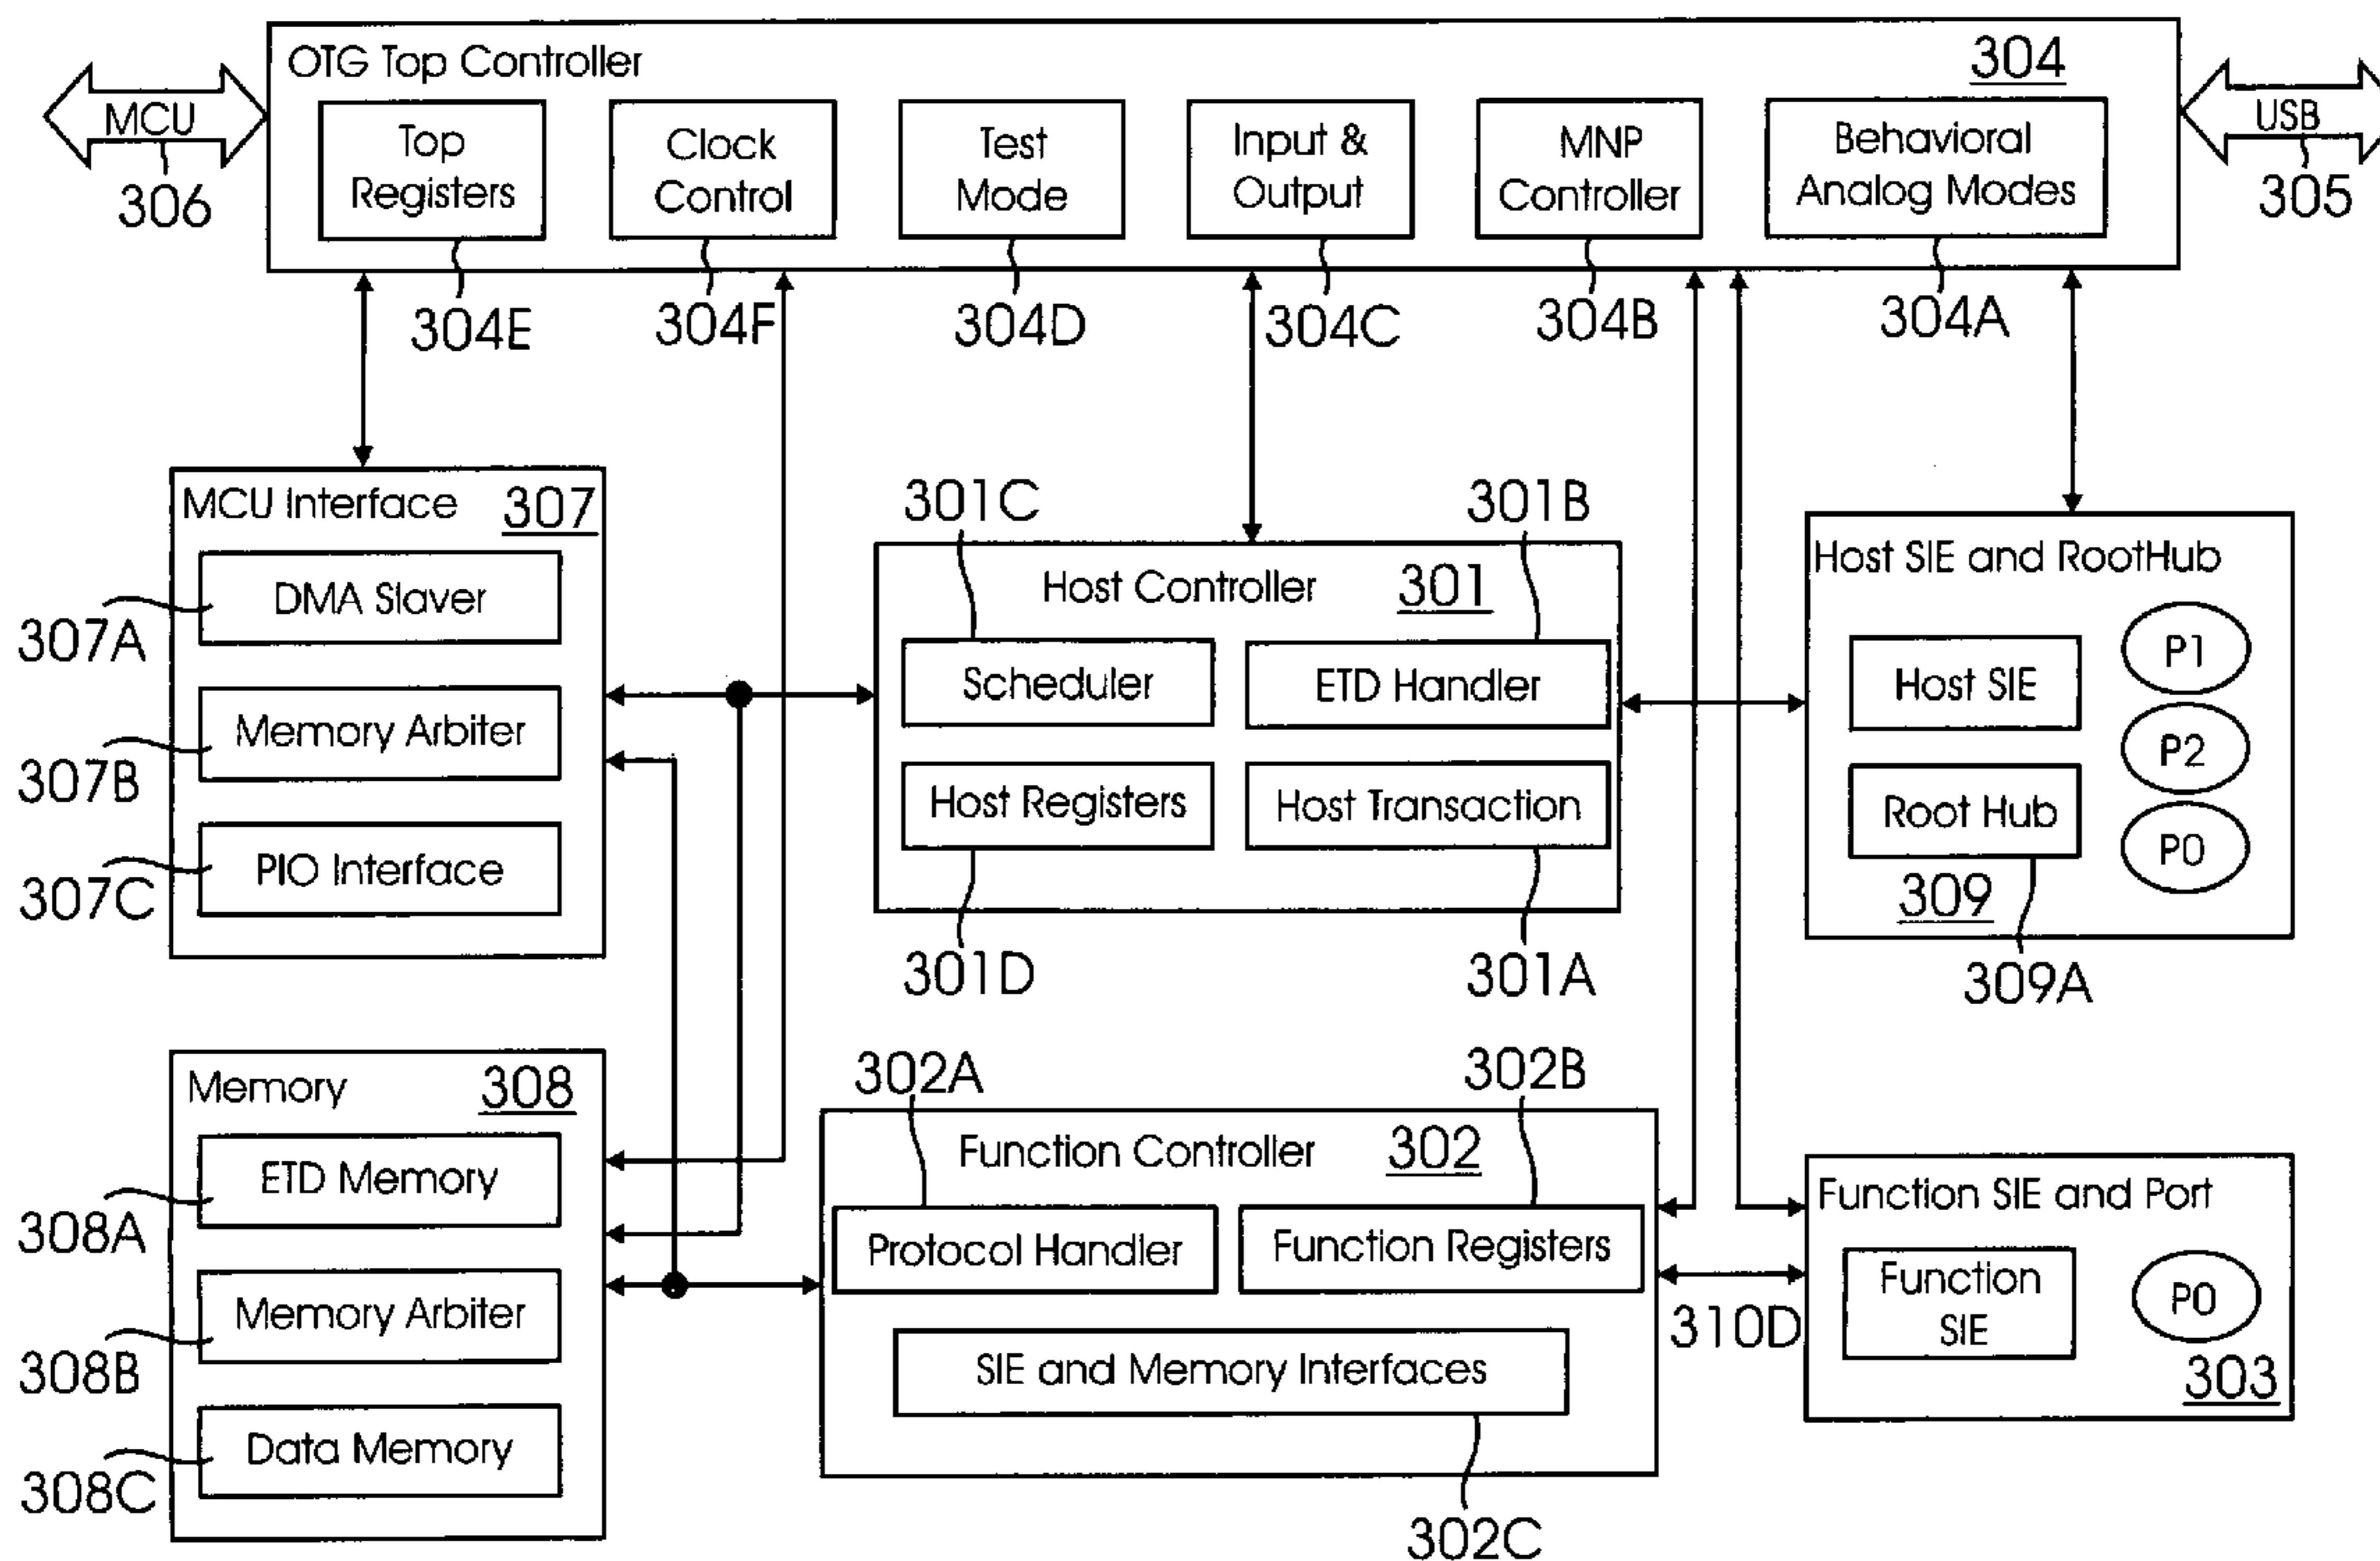 OTG Top Controller
304
MCU
306
USB
305
Top
Registers
Clock
Control
Test
Mode
Input &
Output
MNP
Controller
Behavioral
Analog Modes
304E
304F
304D
304C
304B
304A
MCU Interface
307
DMA Slaver
307A
Memory Arbiter
307B
PIO Interface
307C
301C
301B
Host Controller
301
Scheduler
ETD Handler
Host Registers
Host Transaction
301D
301A
Host SIE and RootHub
Host SIE
P1
P2
Root Hub
P0
309
309A
Memory
308
ETD Memory
308A
Memory Arbiter
308B
Data Memory
308C
302A
302B
Function Controller
302
Protocol Handler
Function Registers
SIE and Memory Interfaces
302C
310D
Function SIE and Port
Function
SIE
P0
303